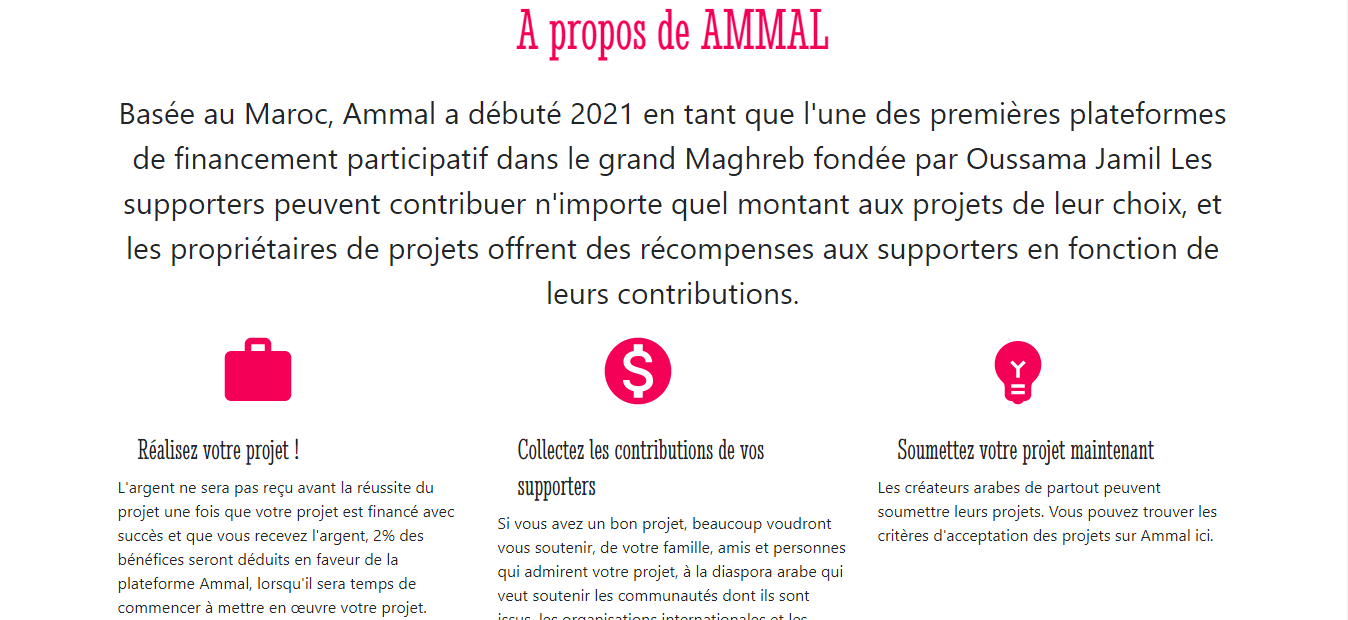 A propos de AMMAL
Basée au Maroc, Ammal a débuté 2021 en tant que l'une des premières plateformes
de financement participatif dans le grand Maghreb fondée par Oussama Jamil Les
supporters peuvent contribuer n'importe quel montant aux projets de leur choix, et
les propriétaires de projets offrent des récompenses aux supporters en fonction de
leurs contributions.
Réalisez votre projet !
L'argent ne sera pas reçu avant la réussite du
projet une fois que votre projet est financé avec
succès et que vous recevez l'argent, 2% des
bénéfices seront déduits en faveur de la
plateforme Ammal, lorsqu'il sera temps de
commencer à mettre en œuvre votre projet.
Collectez les contributions de vos
supporters
Si vous avez un bon projet, beaucoup voudront
vous soutenir, de votre famille, amis et personnes
qui admirent votre projet, à la diaspora arabe qui
veut soutenir les communautés dont ils sont
issus, les organisations internationales et les
Soumettez votre projet maintenant
Les créateurs arabes de partout peuvent
soumettre leurs projets. Vous pouvez trouver les
critères d'acceptation des projets sur Ammal ici.